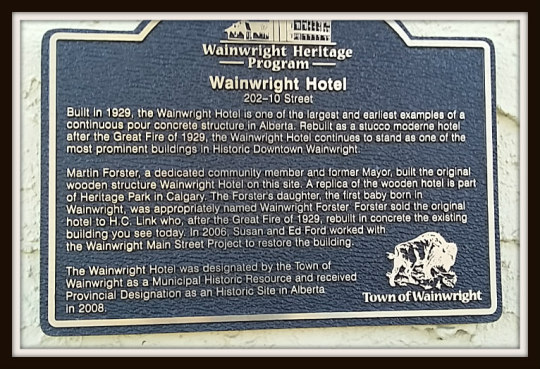 Wainwright Heritage
Program
Wainwright Hotel
202-10 Street
Built in 1929, the Wainwright Hotel is one of the largest and earliest examples of a
continuous pour concrete structure in Alberta. Rebuilt as a stucco moderne hotel
after the Great Fire of 1929, the Wainwright Hotel continues to stand as one of the
most prominent buildings in Historic Downtown Wainwright.
Martin Forster, a dedicated community member and former Mayor, built the original
wooden structure Wainwright Hotel on this site. A replica of the wooden hotel is part
of Heritage Park in Calgary. The Forster's daughter, the first baby born in
Wainwright, was appropriately named Wainwright Forster. Forster sold the original
hotel to H.C. Link who, after the Great Fire of 1929, rebuilt in concrete the existing
building you see today. In 2006, Susan and Ed Ford worked with
the Wainwright Main Street Project to restore the building.
The Wainwright Hotel was designated by the Town of
Wainwright as a Municipal Historic Resource and received
Provincial Designation as an Historic Site in Alberta
in 2008.
Town of Wainwright